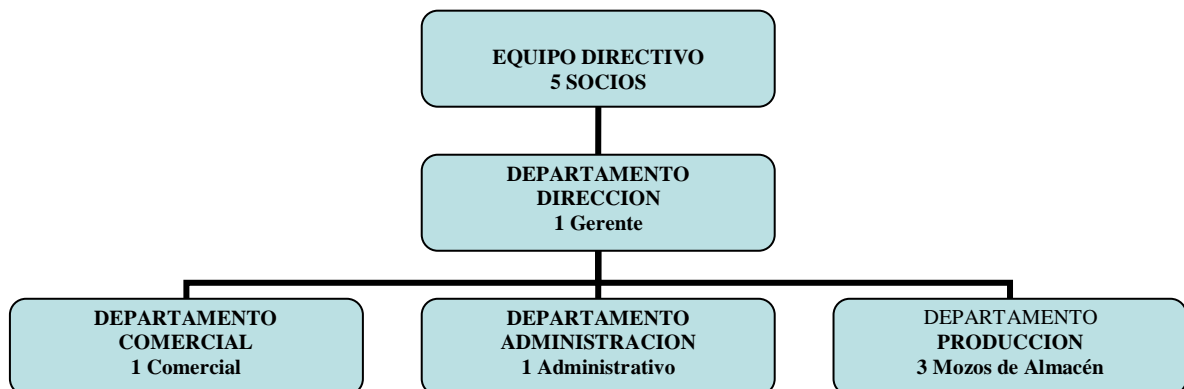 EQUIPO DIRECTIVO
5 SOCIOS
DEPARTAMENTO
DIRECCION
1 Gerente
DEPARTAMENTO
COMERCIAL
1 Comercial
DEPARTAMENTO
ADMINISTRACION
1 Administrativo
DEPARTAMENTO
PRODUCCION
3 Mozos de Almacén